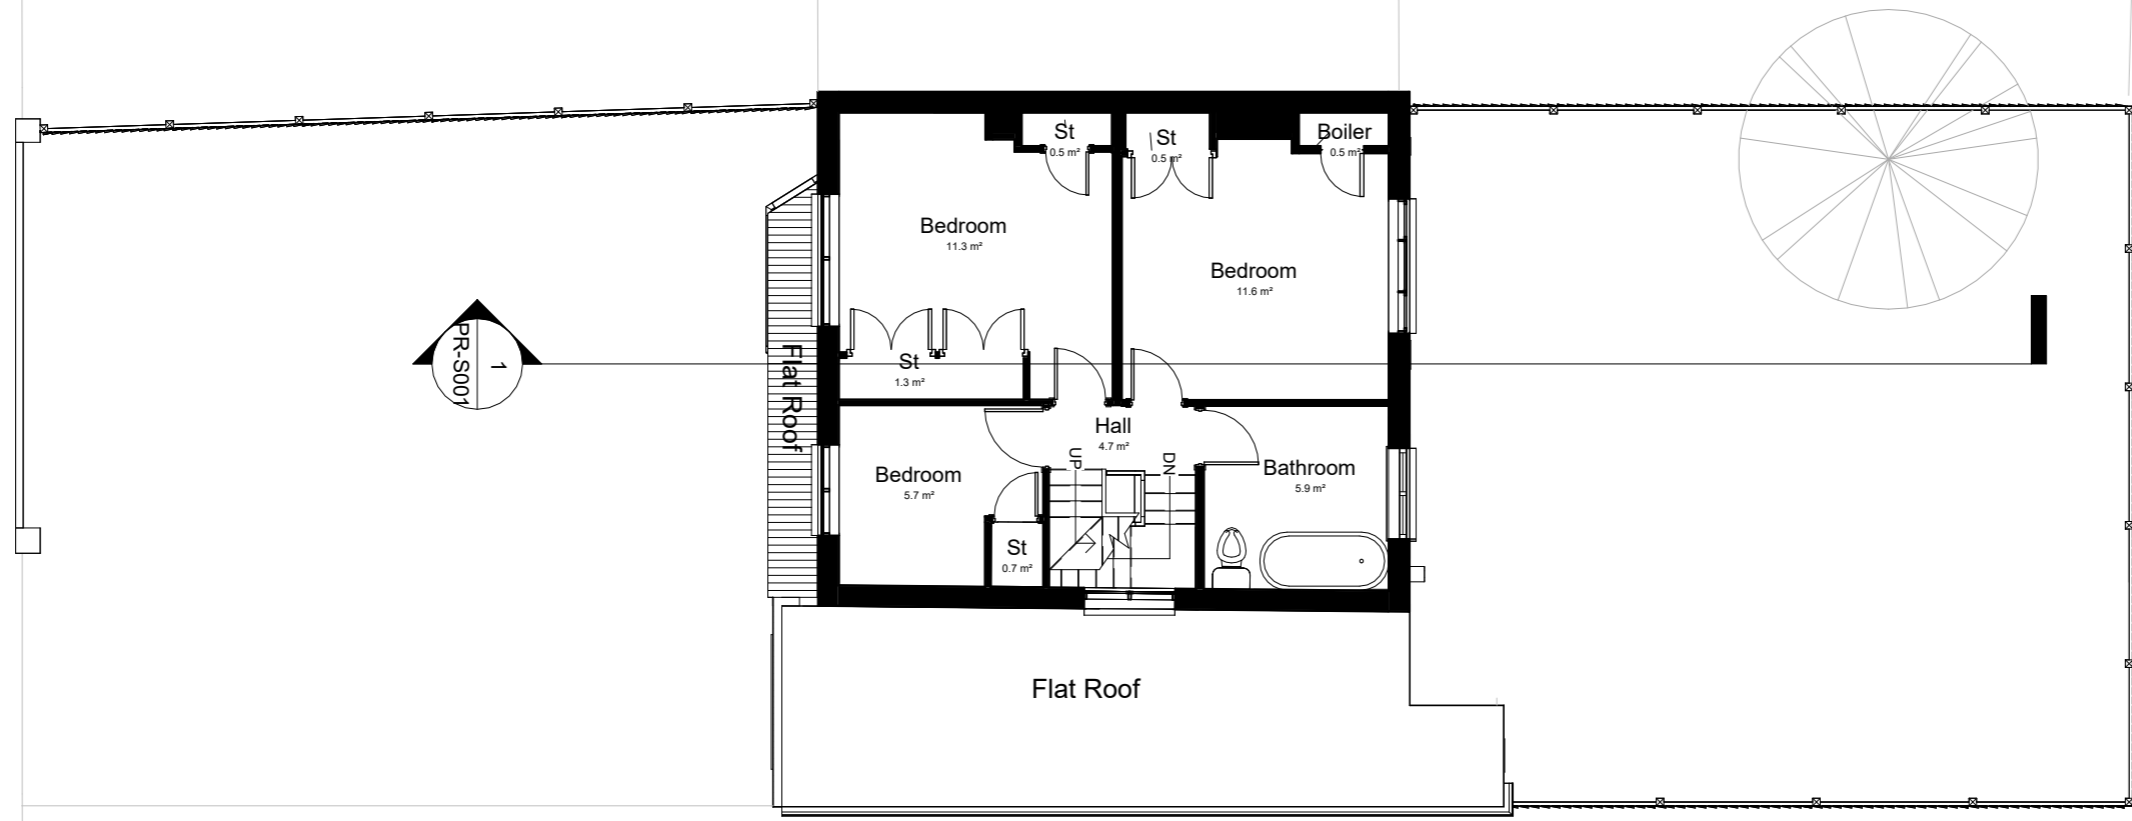 St
0.5 m²
St
0.5 m²
Boiler
0.5 m²
Bedroom
11.3 m²
Bedroom
11.6 m²
1
PR-S001
Flat Roof
St
1.3 m²
Hall
4.7 m²
UP
DN
Bedroom
5.7 m²
Bathroom
5.9 m²
St
0.7 m²
Flat Roof